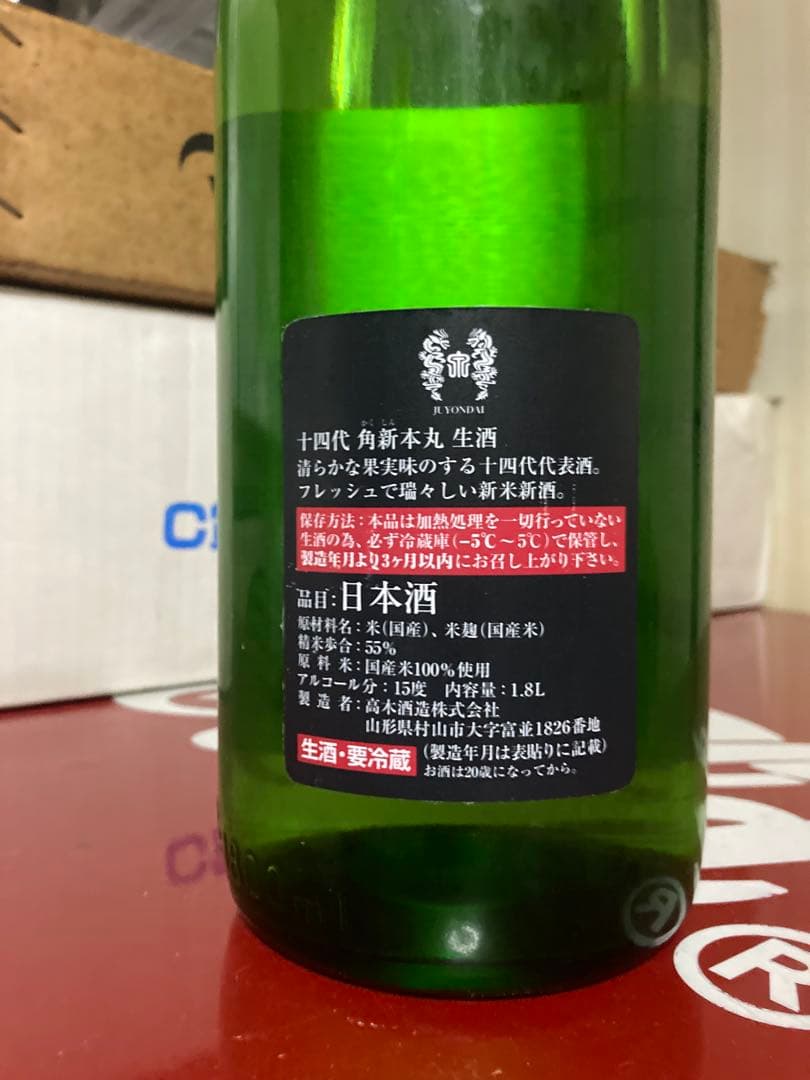 JUYONDAI
かくしん
十四代 角新本丸 生酒
清らかな果実味のする十四代代表酒。
フレッシュで瑞々しい新米新酒。
保存方法：本品は加熱処理を一切行っていない
生酒の為、必ず冷蔵庫(−5℃〜5℃)で保管し、
製造年月より3ヶ月以内にお召し上がり下さい。
品目：日本酒
原材料名：米(国産)、米麹(国産米)
精米歩合：55%
原料米：国産米100%使用
アルコール分：15度 内容量：1.8L
製造者：高木酒造株式会社
山形県村山市大字富並1826番地
生酒・要冷蔵 (製造年月は表貼りに記載)
お酒は20歳になってから。
®
®